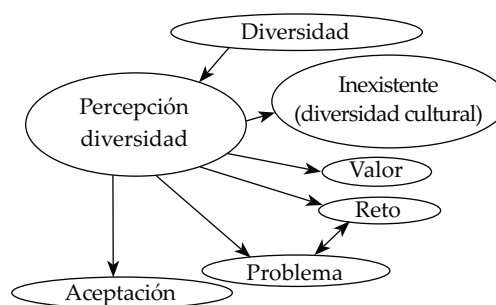 Diversidad
Percepción
diversidad
Inexistente
(diversidad cultural)
Valor
Reto
Problema
Aceptación